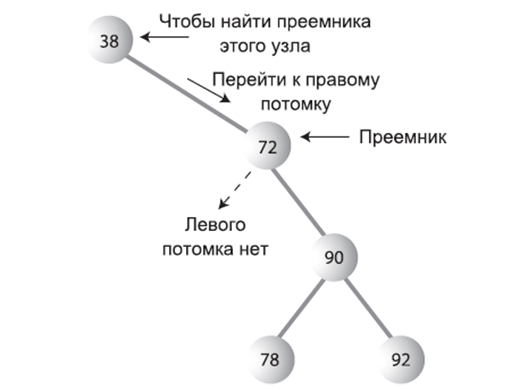 38
Чтобы найти преемника
этого узла
Перейти к правому
потомку
72
Преемник
Левого
потомка нет
90
78
92